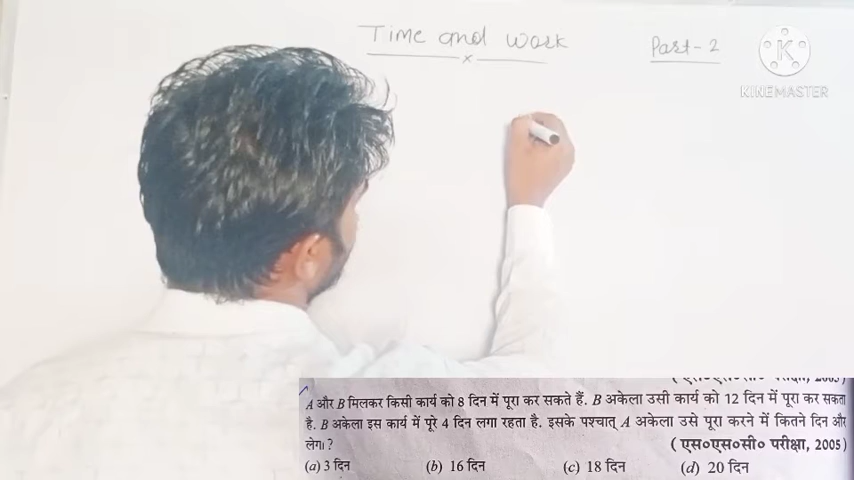 Time and work
Part-2
KINEMASTER
A और B मिलकर किसी कार्य को 8 दिन में पूरा कर सकते हैं. B अकेला उसी कार्य को 12 दिन में पूरा कर सकता
है. B अकेला इस कार्य में पूरे 4 दिन लगा रहता है. इसके पश्चात् A अकेला उसे पूरा करने में कितने दिन और
लेगा ?
(एस०एस०सी० परीक्षा, 2005)
(a) 3 दिन (b) 16 दिन (c) 18 दिन (d) 20 दिन